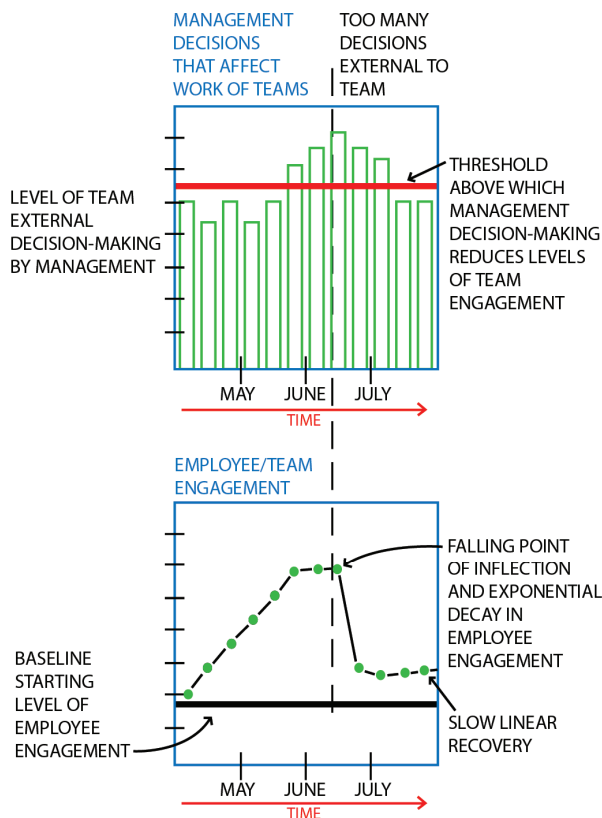 MANAGEMENT
DECISIONS
THAT AFFECT
WORK OF TEAMS
TOO MANY
DECISIONS
EXTERNAL TO
TEAM
LEVEL OF TEAM
EXTERNAL
DECISION-MAKING
BY MANAGEMENT
THRESHOLD
ABOVE WHICH
MANAGEMENT
DECISION-MAKING
REDUCES LEVELS
OF TEAM
ENGAGEMENT
MAY JUNE JULY
TIME
EMPLOYEE/TEAM
ENGAGEMENT
FALLING POINT
OF INFLECTION
AND EXPONENTIAL
DECAY IN
EMPLOYEE
ENGAGEMENT
BASELINE
STARTING
LEVEL OF
EMPLOYEE
ENGAGEMENT
SLOW LINEAR
RECOVERY
MAY JUNE JULY
TIME